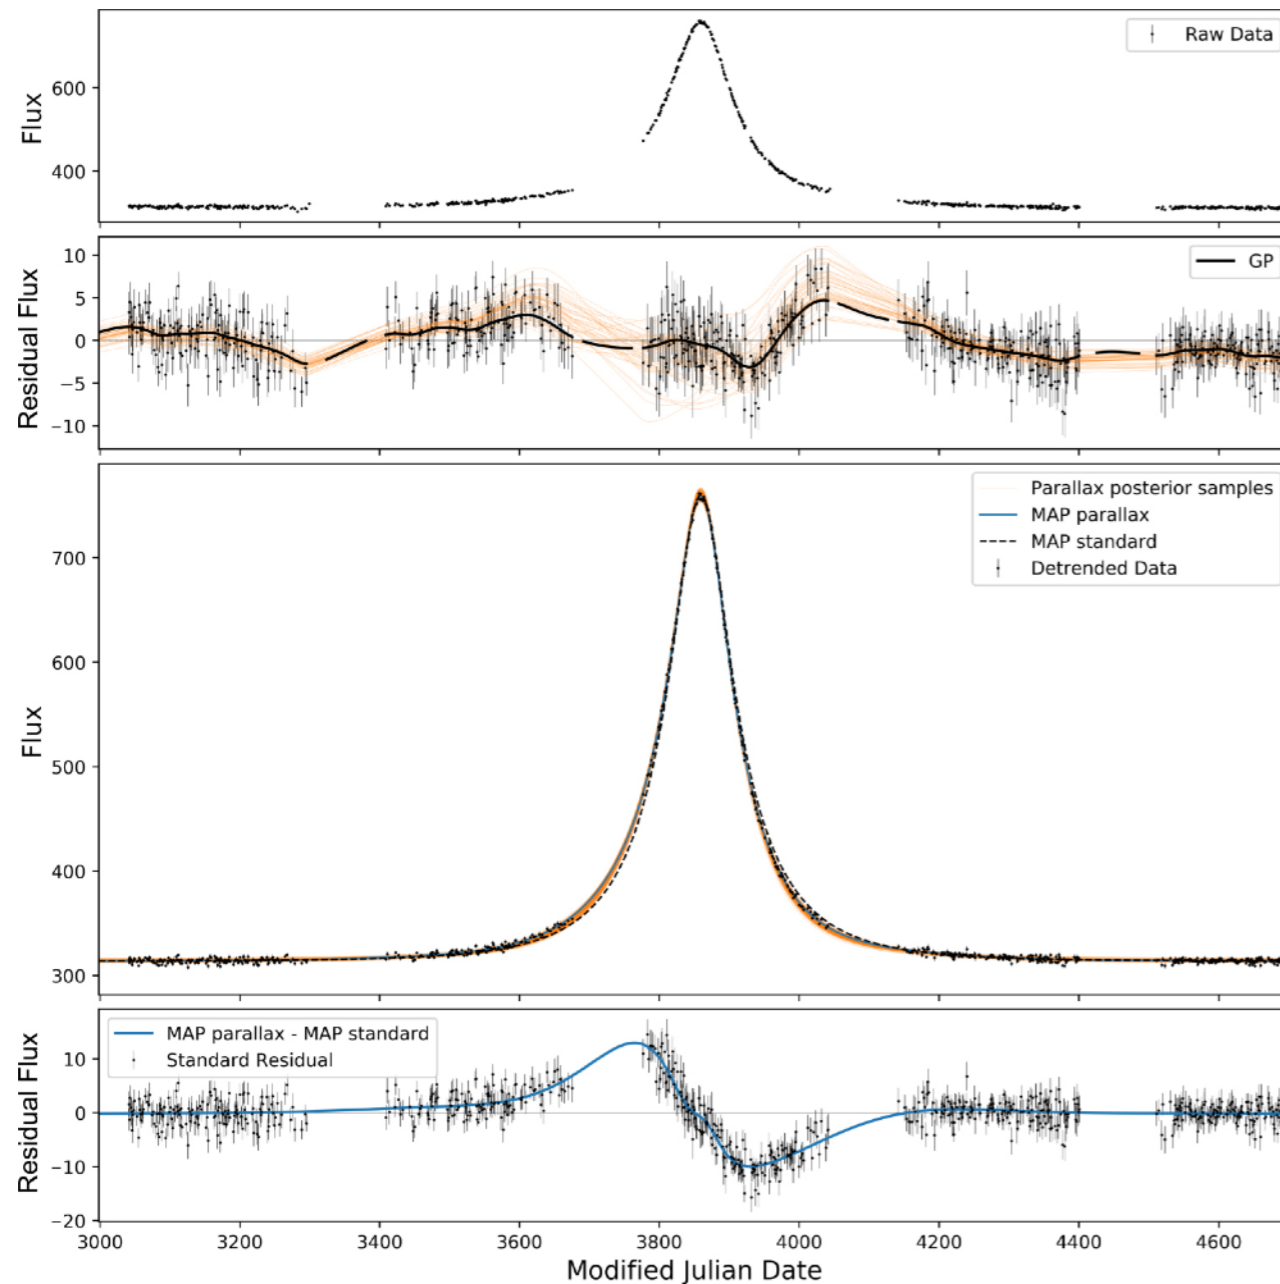 Raw Data
600
400
Flux
GP
10
5
0
−5
−10
Residual Flux
Parallax posterior samples
MAP parallax
MAP standard
Detrended Data
700
600
500
400
300
Flux
MAP parallax - MAP standard
Standard Residual
10
0
−10
−20
Residual Flux
3000 3200 3400 3600 3800 4000 4200 4400 4600
Modified Julian Date